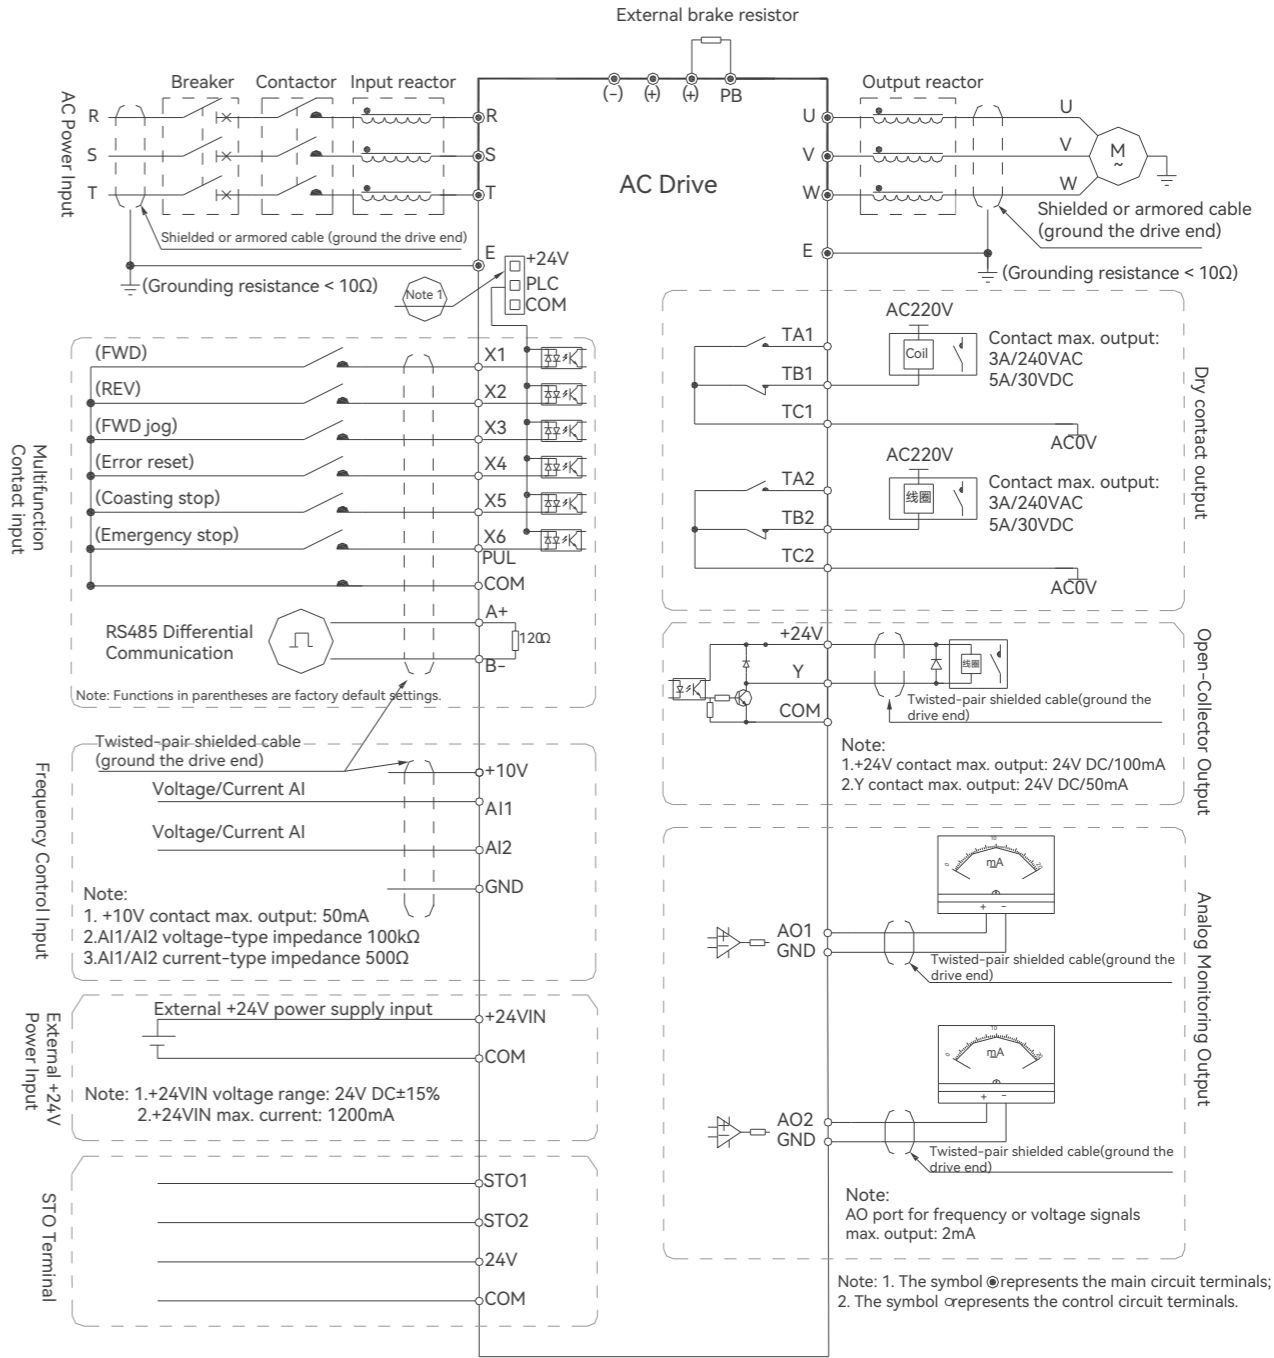 External brake resistor
(-)
(+)
(+)
PB
Breaker
Contactor
Input reactor
AC Power Input
R
S
T
R
S
T
Shielded or armored cable (ground the drive end)
E
(Grounding resistance < 10Ω)
Note 1
+24V
PLC
COM
AC Drive
Output reactor
U
V
W
U
V
W
M
~
Shielded or armored cable
(ground the drive end)
E
(Grounding resistance < 10Ω)
Multifunction
Contact input
(FWD)
X1
(REV)
X2
(FWD jog)
X3
(Error reset)
X4
(Coasting stop)
X5
(Emergency stop)
X6
PUL
COM
RS485 Differential
Communication
A+
120Ω
B-
Note: Functions in parentheses are factory default settings.
Twisted-pair shielded cable
(ground the drive end)
Frequency Control Input
+10V
Voltage/Current AI
AI1
Voltage/Current AI
AI2
GND
Note:
1. +10V contact max. output: 50mA
2.AI1/AI2 voltage-type impedance 100kΩ
3.AI1/AI2 current-type impedance 500Ω
External +24V
Power Input
External +24V power supply input
+24VIN
COM
Note: 1.+24VIN voltage range: 24V DC±15%
2.+24VIN max. current: 1200mA
STO Terminal
STO1
STO2
24V
COM
Dry contact output
TA1
TB1
TC1
AC220V
Coil
Contact max. output:
3A/240VAC
5A/30VDC
AC0V
TA2
TB2
TC2
AC220V
线圈
Contact max. output:
3A/240VAC
5A/30VDC
AC0V
Open-Collector Output
+24V
Y
COM
线圈
Twisted-pair shielded cable(ground the
drive end)
Note:
1.+24V contact max. output: 24V DC/100mA
2.Y contact max. output: 24V DC/50mA
Analog Monitoring Output
0
10
20
mA
+ -
AO1
GND
Twisted-pair shielded cable(ground the
drive end)
0
10
20
mA
+ -
AO2
GND
Twisted-pair shielded cable(ground the
drive end)
Note:
AO port for frequency or voltage signals
max. output: 2mA
Note: 1. The symbol represents the main circuit terminals;
2. The symbol represents the control circuit terminals.